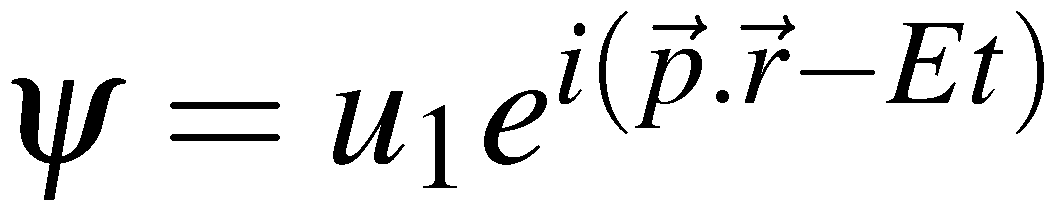 ψ = u₁e^{i(p⃗.r⃗−Et)}